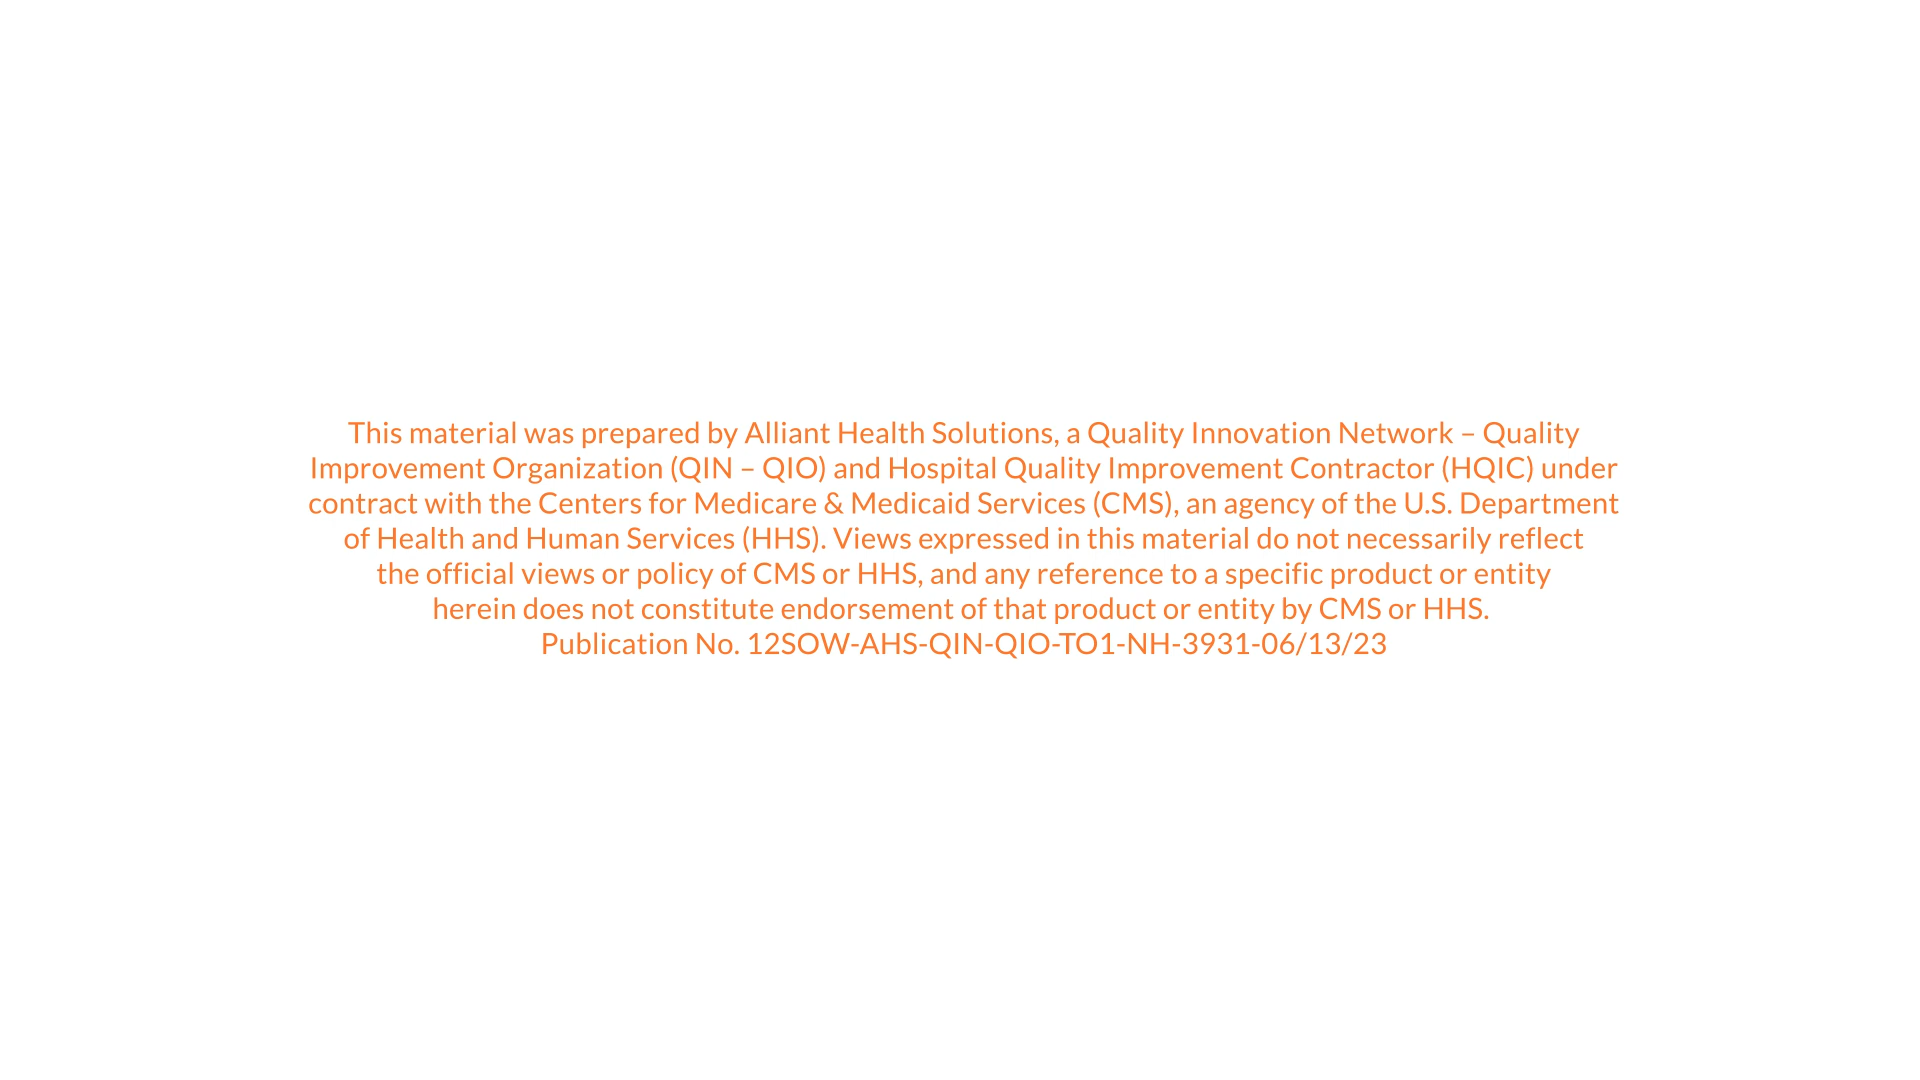 This material was prepared by Alliant Health Solutions, a Quality Innovation Network – Quality
Improvement Organization (QIN – QIO) and Hospital Quality Improvement Contractor (HQIC) under
contract with the Centers for Medicare & Medicaid Services (CMS), an agency of the U.S. Department
of Health and Human Services (HHS). Views expressed in this material do not necessarily reflect
the official views or policy of CMS or HHS, and any reference to a specific product or entity
herein does not constitute endorsement of that product or entity by CMS or HHS.
Publication No. 12SOW-AHS-QIN-QIO-TO1-NH-3931-06/13/23